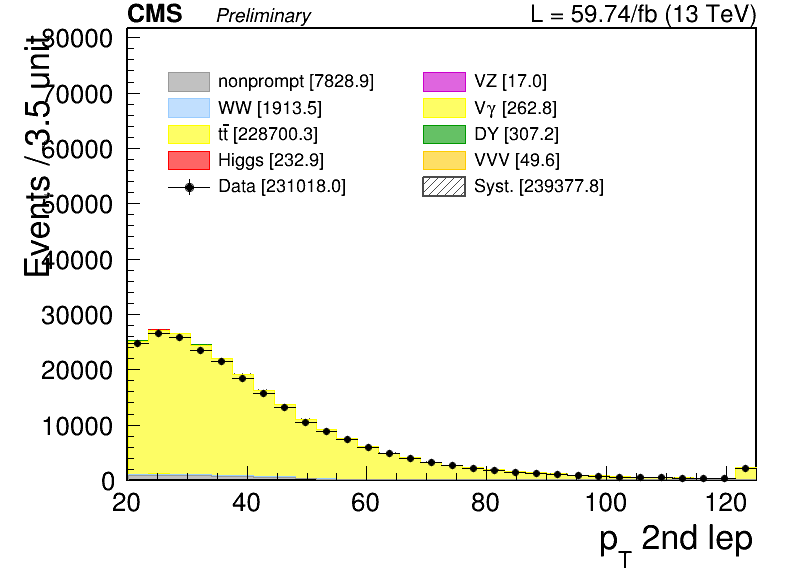 CMS Preliminary L = 59.74/fb (13 TeV)
Events / 3.5 unit
80000
70000
60000
50000
40000
30000
20000
10000
0
nonprompt [7828.9]
WW [1913.5]
tt̄ [228700.3]
Higgs [232.9]
Data [231018.0]
VZ [17.0]
Vγ [262.8]
DY [307.2]
VVV [49.6]
Syst. [239377.8]
20 40 60 80 100 120
p_T 2nd lep